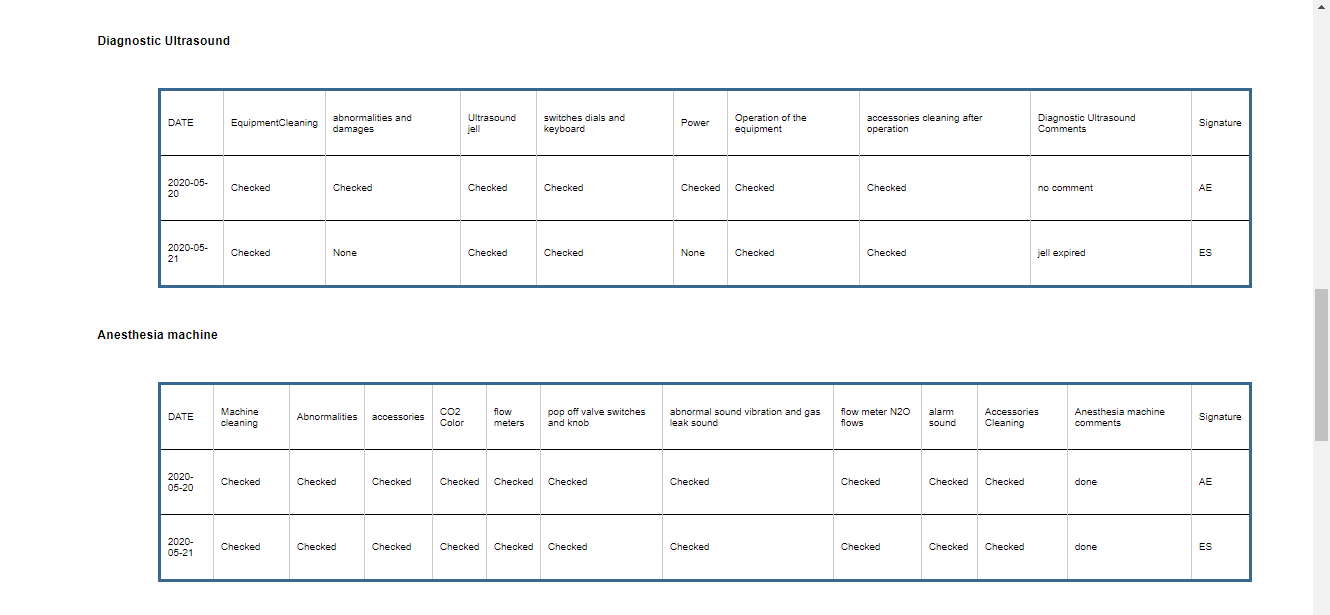 Diagnostic Ultrasound
DATE EquipmentCleaning abnormalities and damages Ultrasound jell switches dials and keyboard Power Operation of the equipment accessories cleaning after operation Diagnostic Ultrasound Comments Signature
2020-05-20 Checked Checked Checked Checked Checked Checked Checked no comment AE
2020-05-21 Checked None Checked Checked None Checked Checked jell expired ES
Anesthesia machine
DATE Machine cleaning Abnormalities accessories CO2 Color flow meters pop off valve switches and knob abnormal sound vibration and gas leak sound flow meter N2O flows alarm sound Accessories Cleaning Anesthesia machine comments Signature
2020-05-20 Checked Checked Checked Checked Checked Checked Checked Checked Checked Checked done AE
2020-05-21 Checked Checked Checked Checked Checked Checked Checked Checked Checked Checked done ES